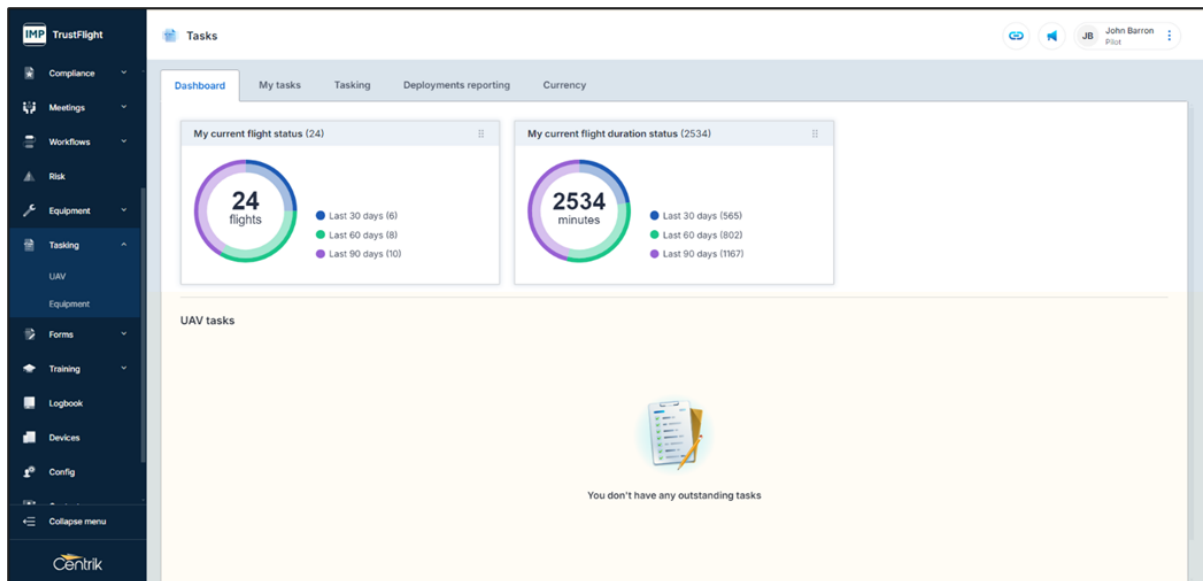 IMP TrustFlight
Compliance
Meetings
Workflows
Risk
Equipment
Tasking
UAV
Equipment
Forms
Training
Logbook
Devices
Config
Collapse menu
Centrik
Tasks
JB
John Barron
Pilot
Dashboard
My tasks
Tasking
Deployments reporting
Currency
My current flight status (24)
24
flights
Last 30 days (6)
Last 60 days (8)
Last 90 days (10)
My current flight duration status (2534)
2534
minutes
Last 30 days (565)
Last 60 days (802)
Last 90 days (1167)
UAV tasks
You don't have any outstanding tasks